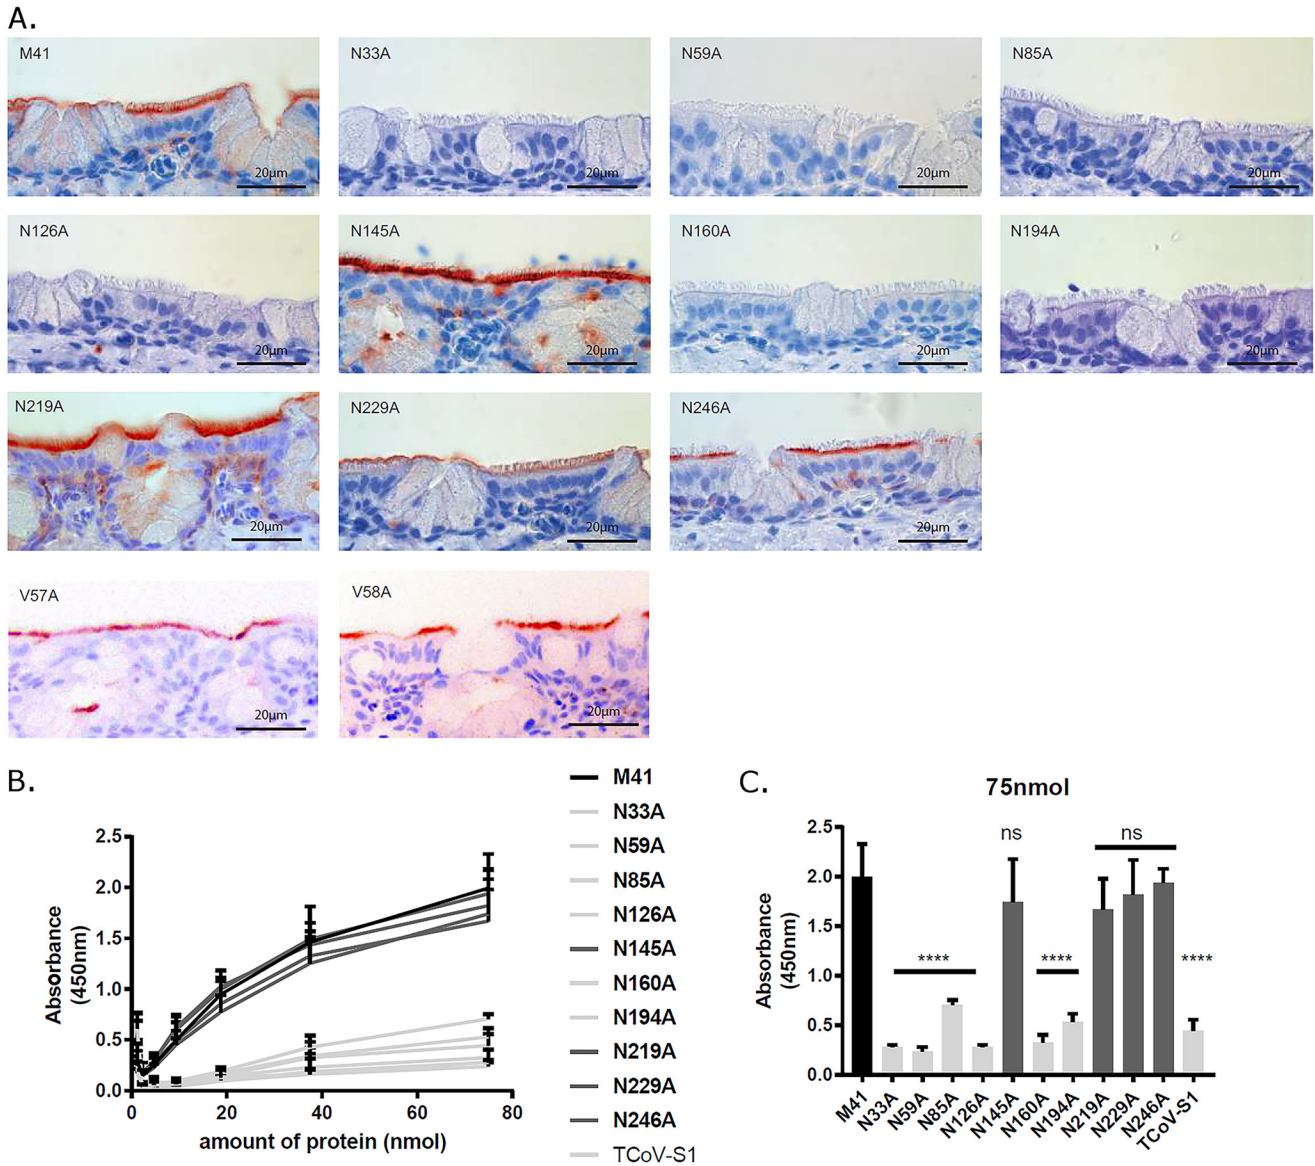 A.
M41
N33A
N59A
N85A
20µm
20µm
20µm
20µm
N126A
N145A
N160A
N194A
20µm
20µm
20µm
20µm
N219A
N229A
N246A
20µm
20µm
20µm
V57A
V58A
20µm
20µm
B.
Absorbance
(450nm)
2.5
2.0
1.5
1.0
0.5
0.0
0
20
40
60
80
amount of protein (nmol)
M41
N33A
N59A
N85A
N126A
N145A
N160A
N194A
N219A
N229A
N246A
TCoV-S1
C.
75nmol
Absorbance
(450nm)
2.5
2.0
1.5
1.0
0.5
0.0
****
ns
****
ns
****
M41
N33A
N59A
N85A
N126A
N145A
N160A
N194A
N219A
N229A
N246A
TCoV-S1